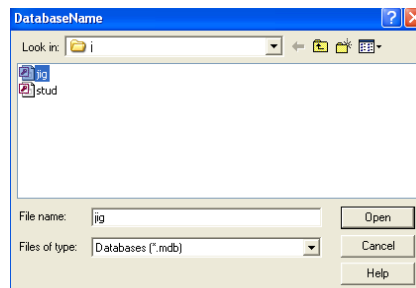 DatabaseName
Look in: i
jig
stud
File name: jig Open
Files of type: Databases (*.mdb) Cancel
Help